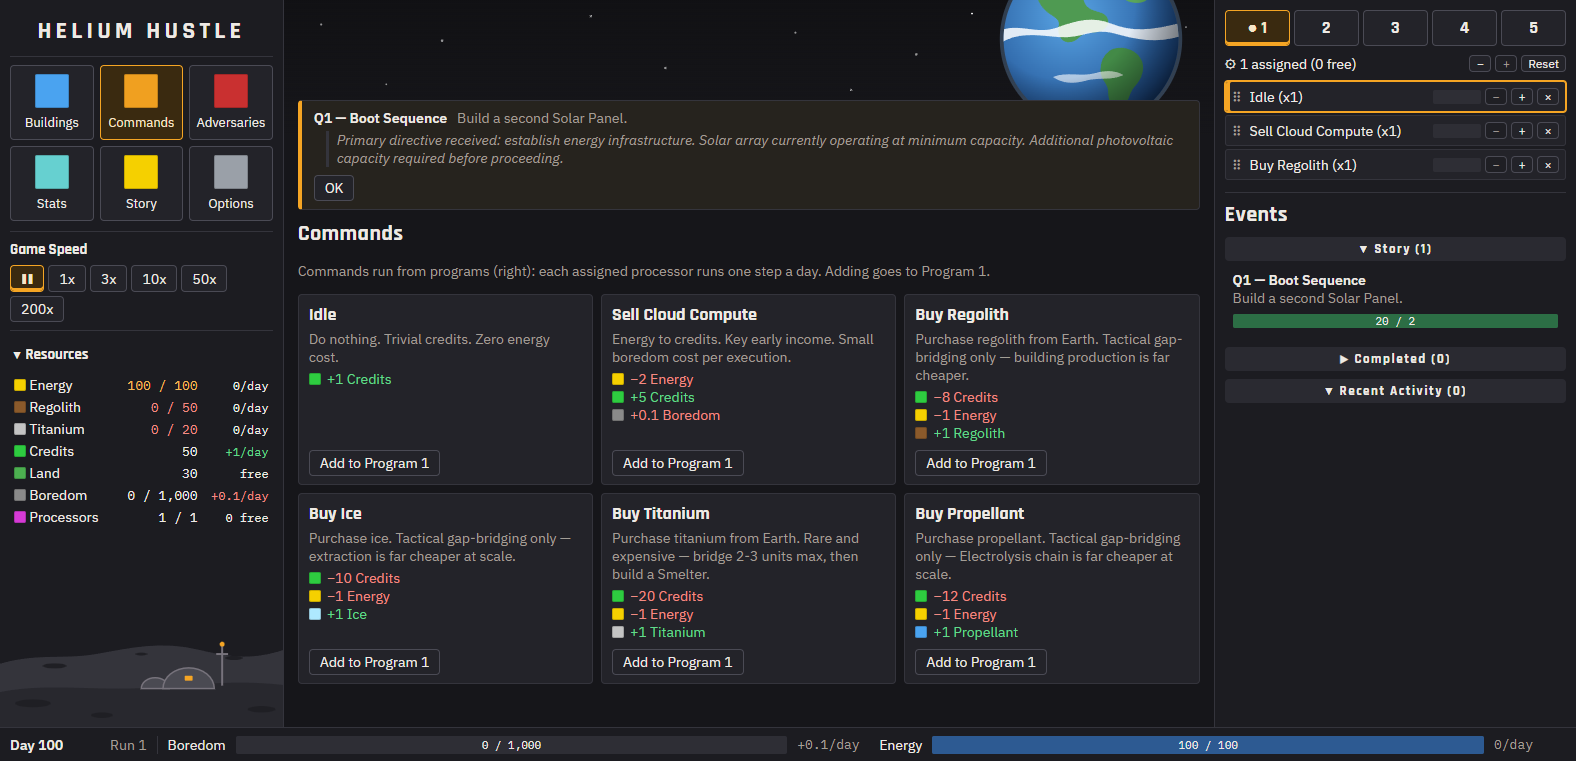 HELIUM HUSTLE
Buildings
Commands
Adversaries
Stats
Story
Options
Game Speed
1x
3x
10x
50x
200x
▼ Resources
Energy 100 / 100 0/day
Regolith 0 / 50 0/day
Titanium 0 / 20 0/day
Credits 50 +1/day
Land 30 free
Boredom 0 / 1,000 +0.1/day
Processors 1 / 1 0 free
Q1 — Boot Sequence Build a second Solar Panel.
Primary directive received: establish energy infrastructure. Solar array currently operating at minimum capacity. Additional photovoltaic
capacity required before proceeding.
OK
Commands
Commands run from programs (right): each assigned processor runs one step a day. Adding goes to Program 1.
Idle
Do nothing. Trivial credits. Zero energy
cost.
+1 Credits
Add to Program 1
Sell Cloud Compute
Energy to credits. Key early income. Small
boredom cost per execution.
−2 Energy
+5 Credits
+0.1 Boredom
Add to Program 1
Buy Regolith
Purchase regolith from Earth. Tactical gap-
bridging only — building production is far
cheaper.
−8 Credits
−1 Energy
+1 Regolith
Add to Program 1
Buy Ice
Purchase ice. Tactical gap-bridging only —
extraction is far cheaper at scale.
−10 Credits
−1 Energy
+1 Ice
Add to Program 1
Buy Titanium
Purchase titanium from Earth. Rare and
expensive — bridge 2-3 units max, then
build a Smelter.
−20 Credits
−1 Energy
+1 Titanium
Add to Program 1
Buy Propellant
Purchase propellant. Tactical gap-bridging
only — Electrolysis chain is far cheaper at
scale.
−12 Credits
−1 Energy
+1 Propellant
Add to Program 1
● 1
2
3
4
5
⚙ 1 assigned (0 free) − + Reset
Idle (x1) − + ×
Sell Cloud Compute (x1) − + ×
Buy Regolith (x1) − + ×
Events
▼ Story (1)
Q1 — Boot Sequence
Build a second Solar Panel.
20 / 2
▶ Completed (0)
▼ Recent Activity (0)
Day 100 Run 1 Boredom 0 / 1,000 +0.1/day Energy 100 / 100 0/day